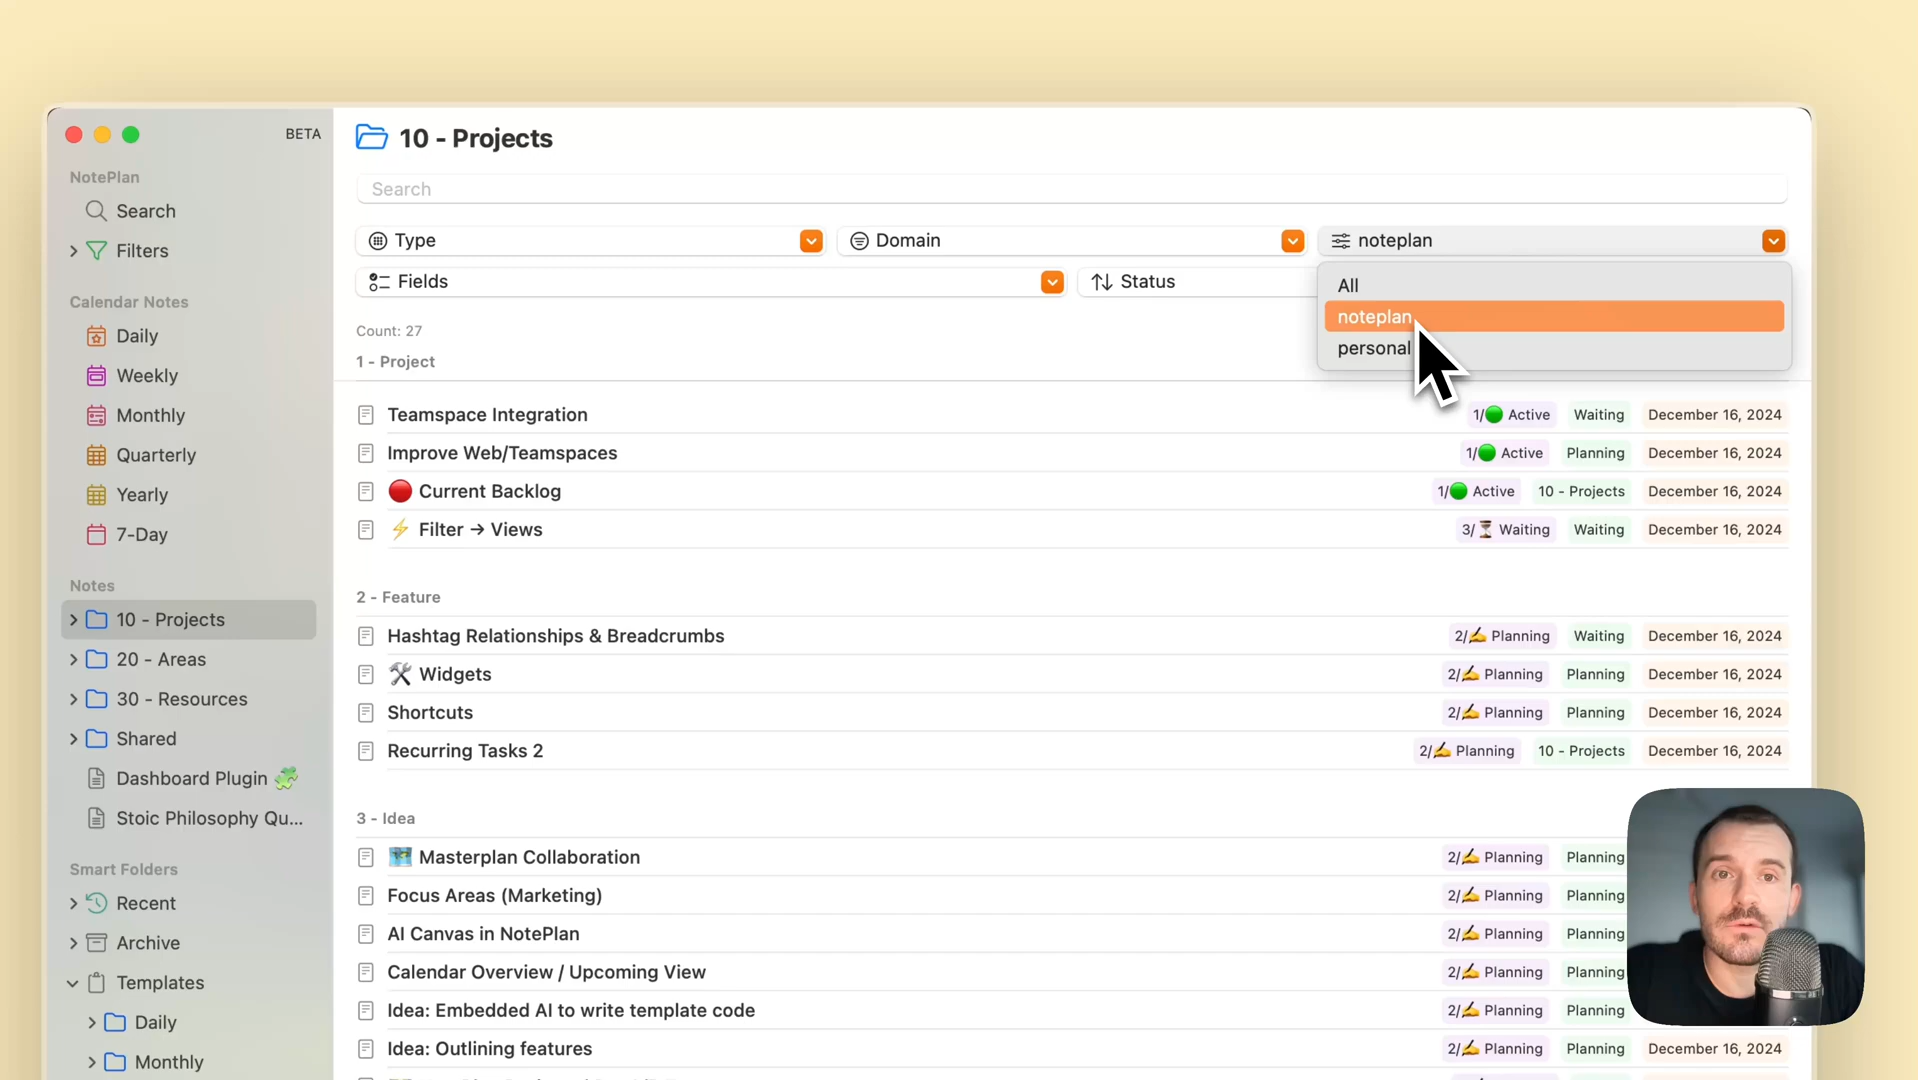 BETA
NotePlan
Search
Filters
Calendar Notes
Daily
Weekly
Monthly
Quarterly
Yearly
7-Day
Notes
10 - Projects
20 - Areas
30 - Resources
Shared
Dashboard Plugin
Stoic Philosophy Qu...
Smart Folders
Recent
Archive
Templates
Daily
Monthly
10 - Projects
Search
Type
Domain
noteplan
Fields
Status
All
noteplan
personal
Count: 27
1 - Project
Teamspace Integration 1/🟢 Active Waiting December 16, 2024
Improve Web/Teamspaces 1/🟢 Active Planning December 16, 2024
🔴 Current Backlog 1/🟢 Active 10 - Projects December 16, 2024
⚡ Filter → Views 3/⏳ Waiting Waiting December 16, 2024
2 - Feature
Hashtag Relationships & Breadcrumbs 2/✍️ Planning Waiting December 16, 2024
🛠 Widgets 2/✍️ Planning Planning December 16, 2024
Shortcuts 2/✍️ Planning Planning December 16, 2024
Recurring Tasks 2 2/✍️ Planning 10 - Projects December 16, 2024
3 - Idea
🗺 Masterplan Collaboration 2/✍️ Planning Planning
Focus Areas (Marketing) 2/✍️ Planning Planning
AI Canvas in NotePlan 2/✍️ Planning Planning
Calendar Overview / Upcoming View 2/✍️ Planning Planning
Idea: Embedded AI to write template code 2/✍️ Planning Planning
Idea: Outlining features 2/✍️ Planning Planning December 16, 2024